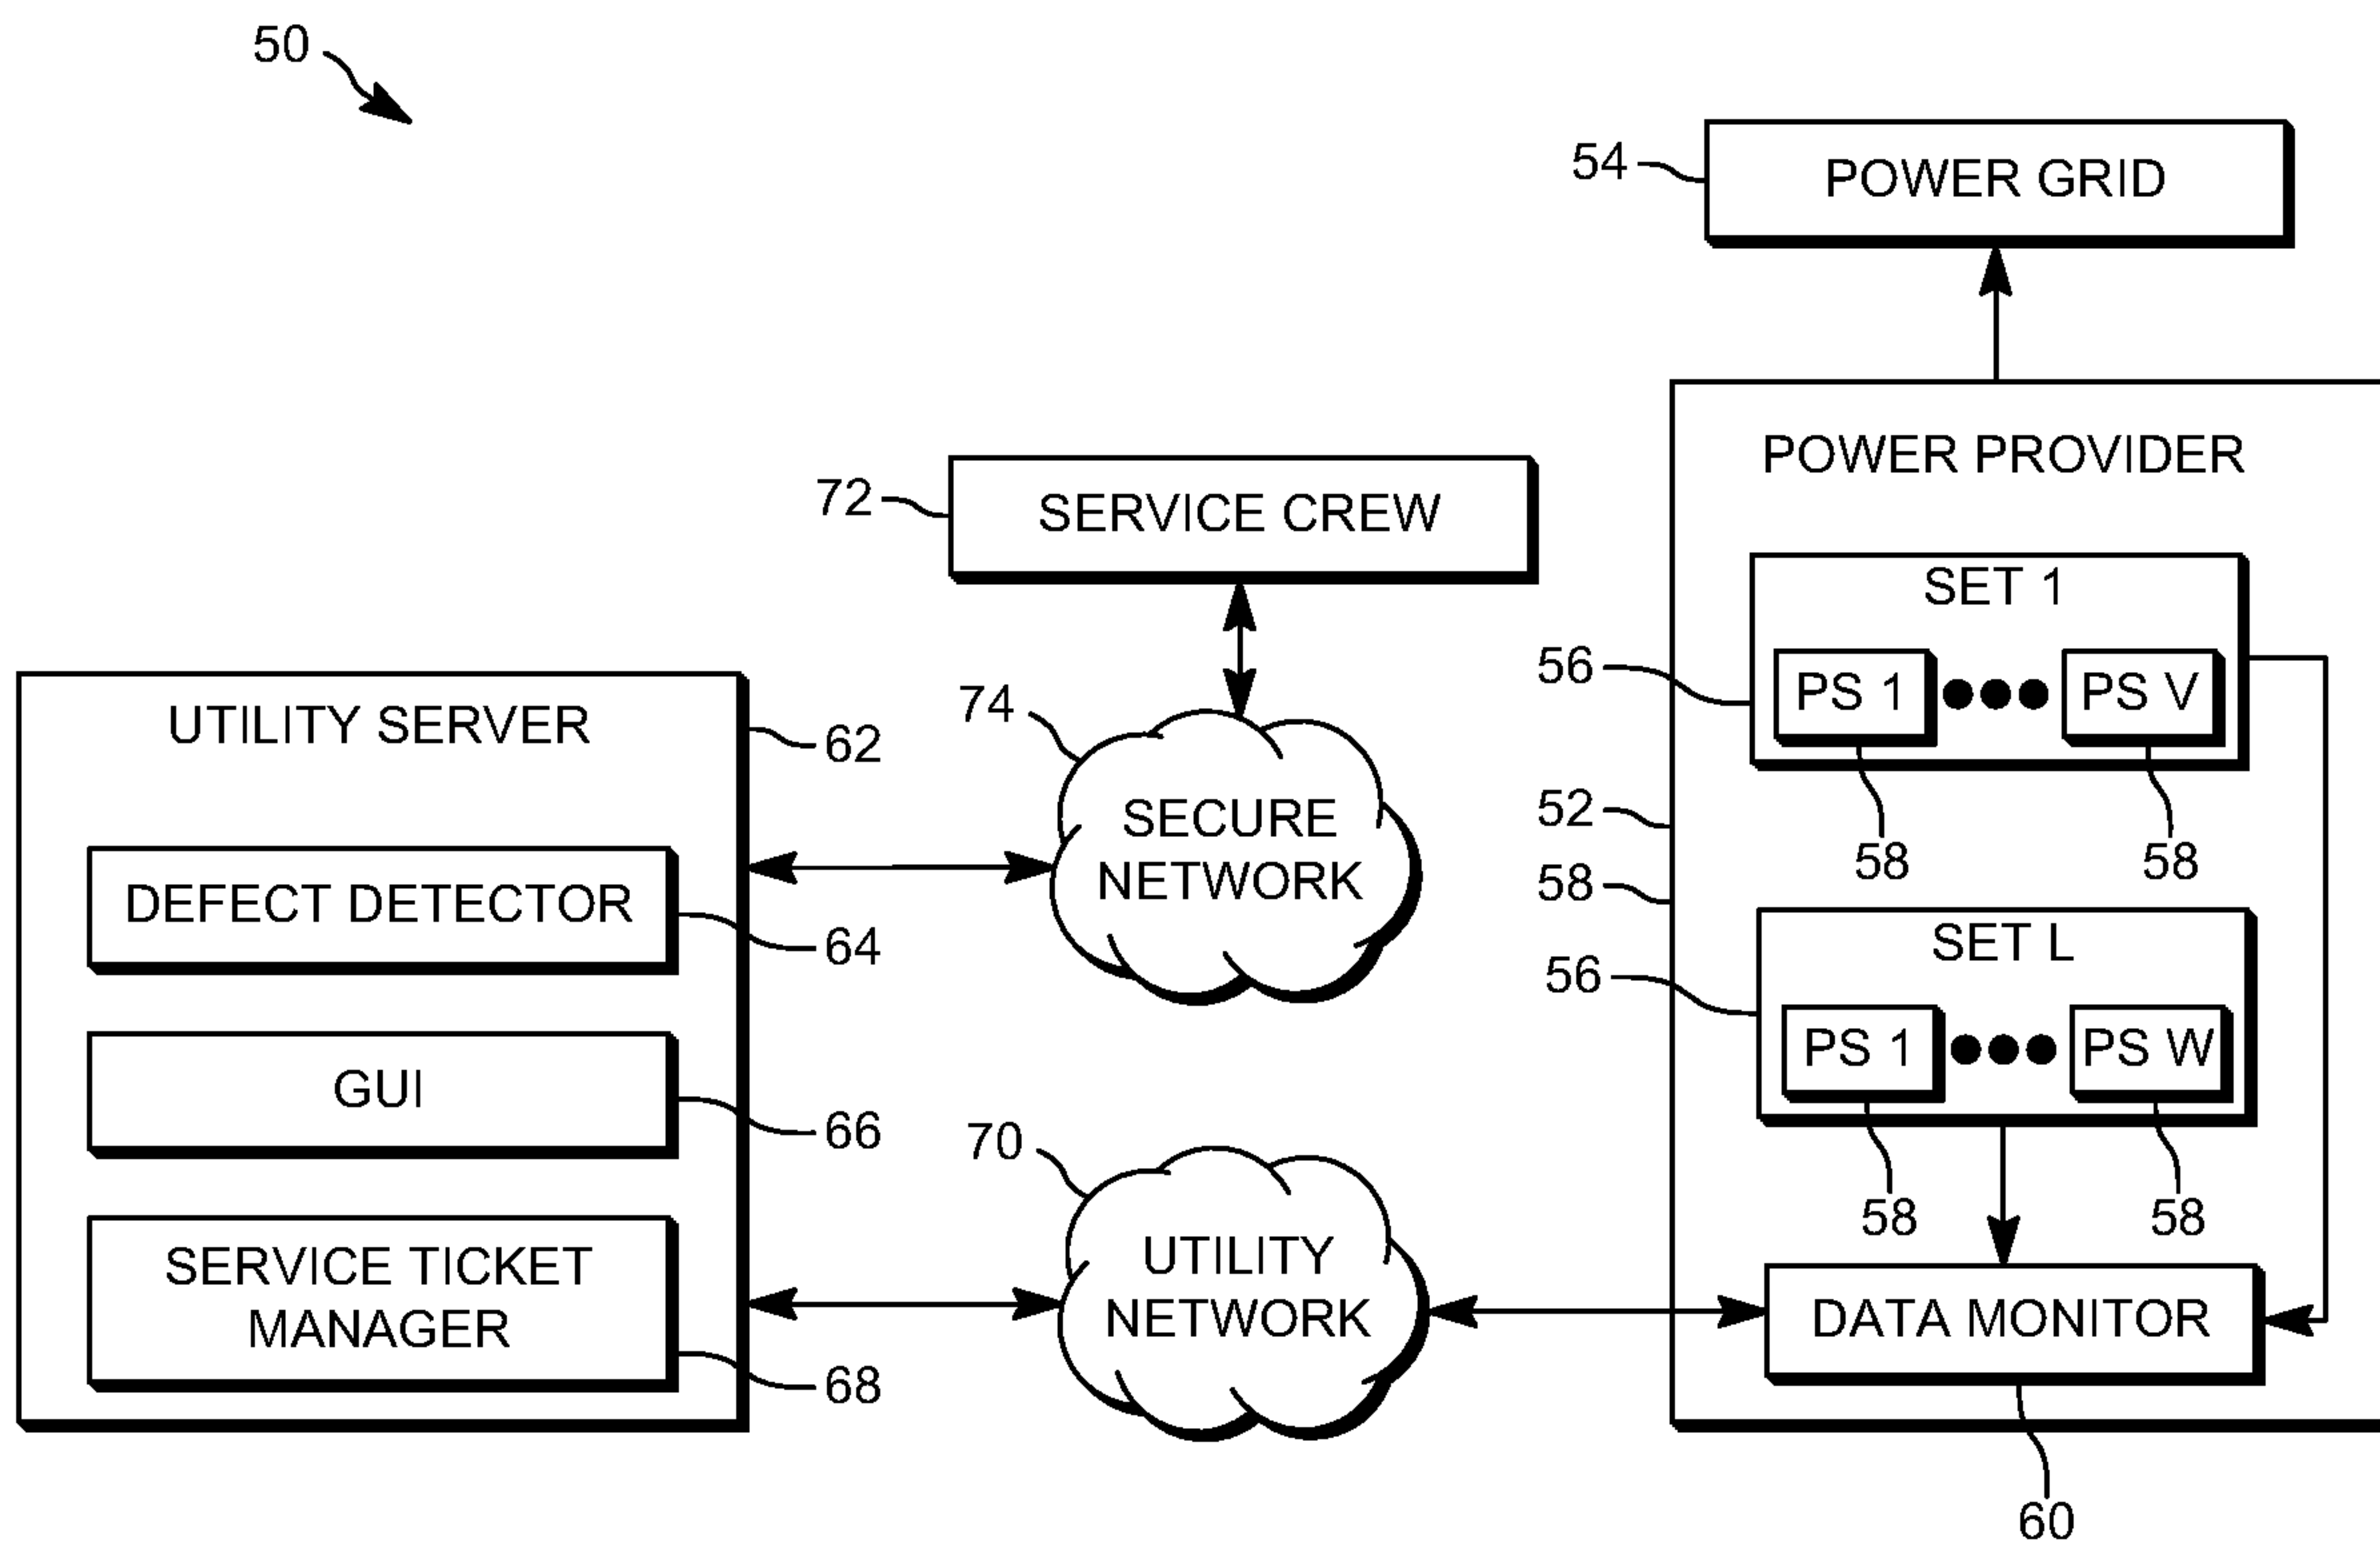 50
54
POWER GRID
POWER PROVIDER
72
SERVICE CREW
SET 1
56
PS 1
PS V
74
UTILITY SERVER
62
SECURE
NETWORK
52
58
58
58
DEFECT DETECTOR
64
SET L
56
PS 1
PS W
GUI
66
70
58
58
SERVICE TICKET
MANAGER
68
UTILITY
NETWORK
DATA MONITOR
60